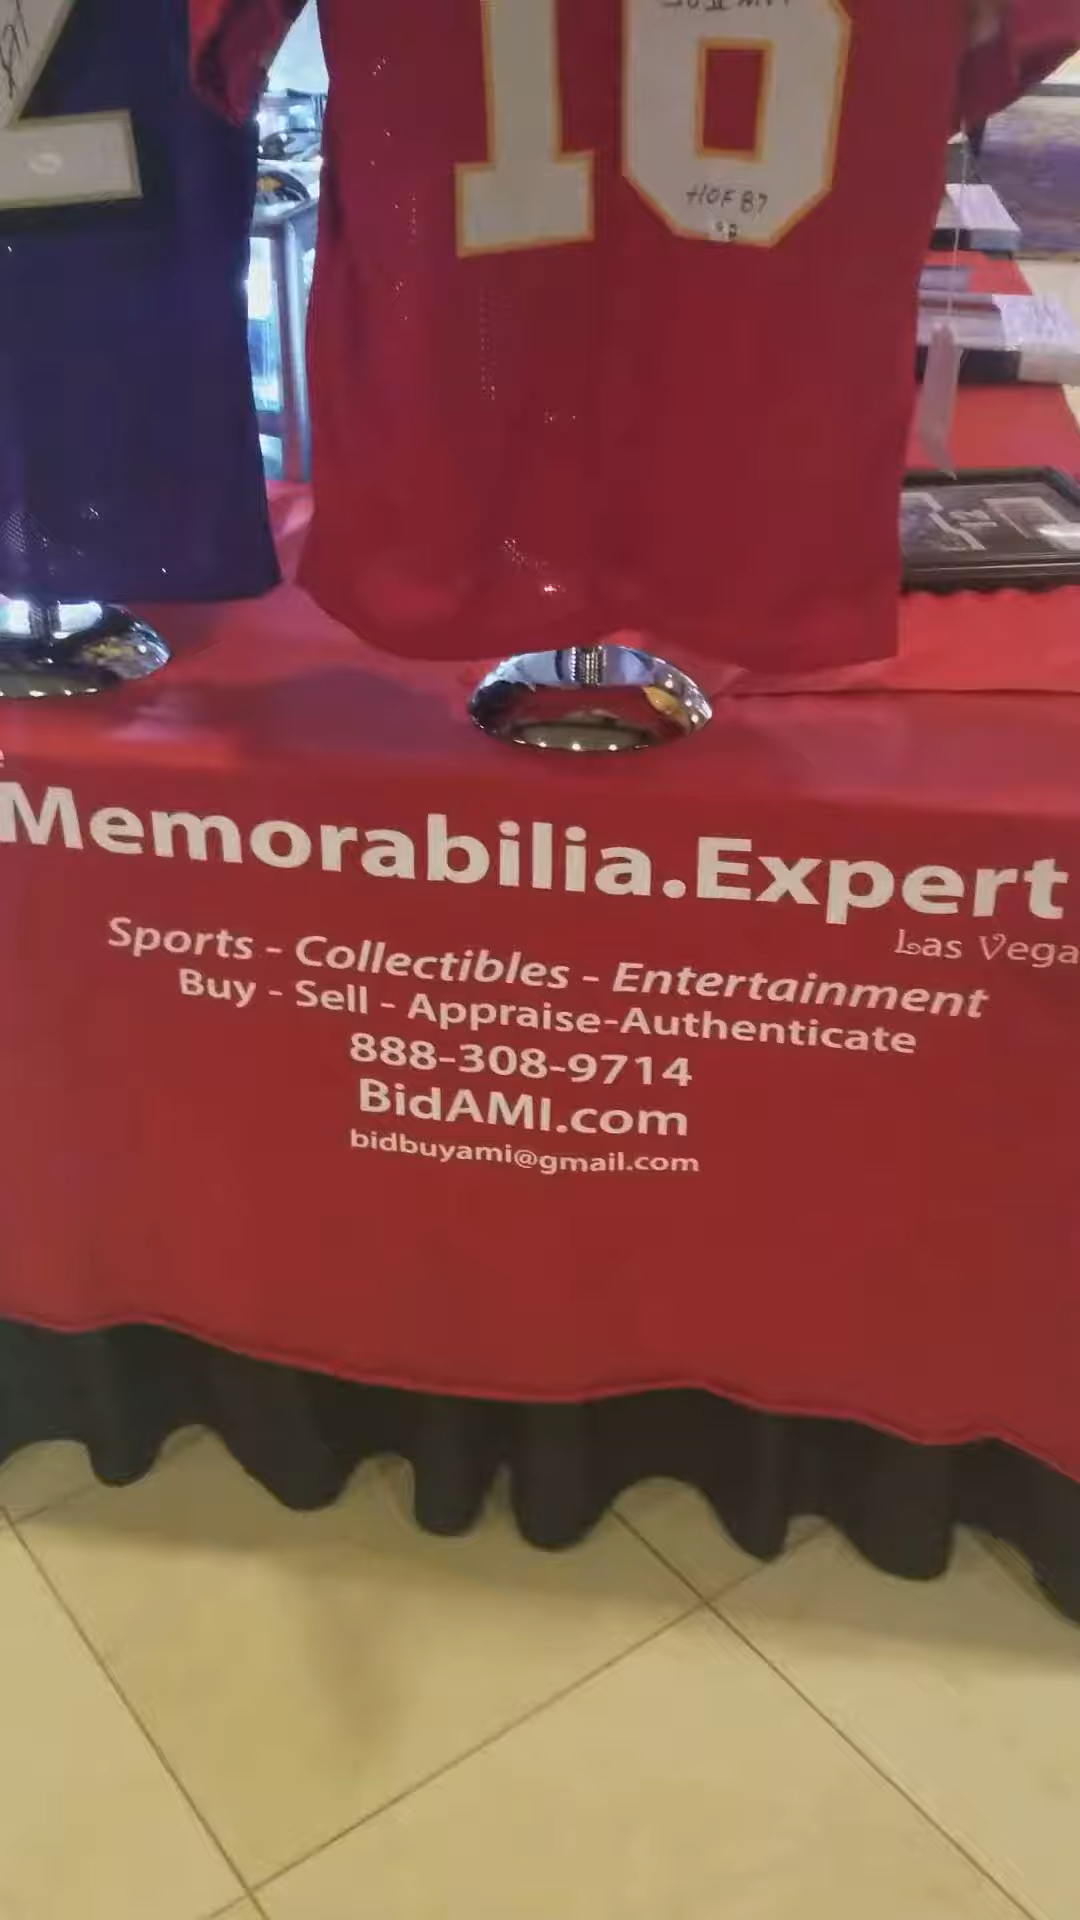 16
HOF 87
Memorabilia.Expert
Las Vega
Sports - Collectibles - Entertainment
Buy - Sell - Appraise-Authenticate
888-308-9714
BidAMI.com
bidbuyami@gmail.com
12